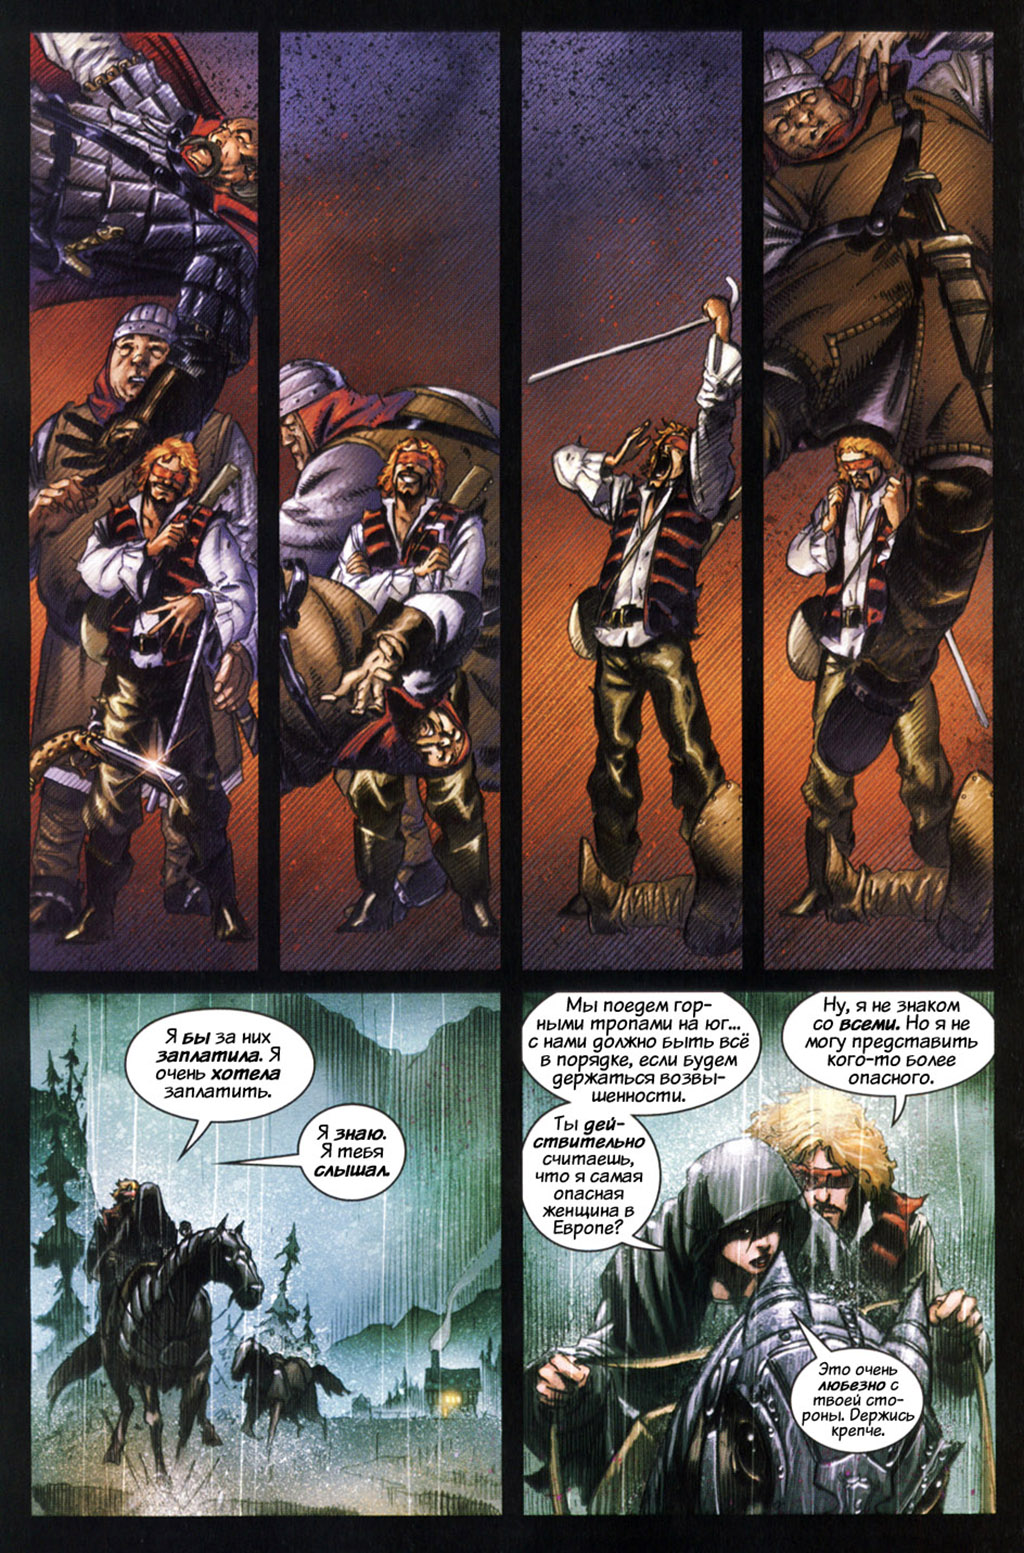 Я бы за них
заплатила. Я
очень хотела
заплатить.
Я знаю.
Я тебя
слышал.
Мы поедем гор-
ными тропами на юг...
с нами должно быть всё
в порядке, если будем
держаться возвы-
шенности.
Ну, я не знаком
со всеми. Но я не
могу представить
кого-то более
опасного.
Ты дей-
ствительно
считаешь,
что я самая
опасная
женщина в
Европе?
Это очень
любезно с
твоей сто-
роны. Держись
крепче.